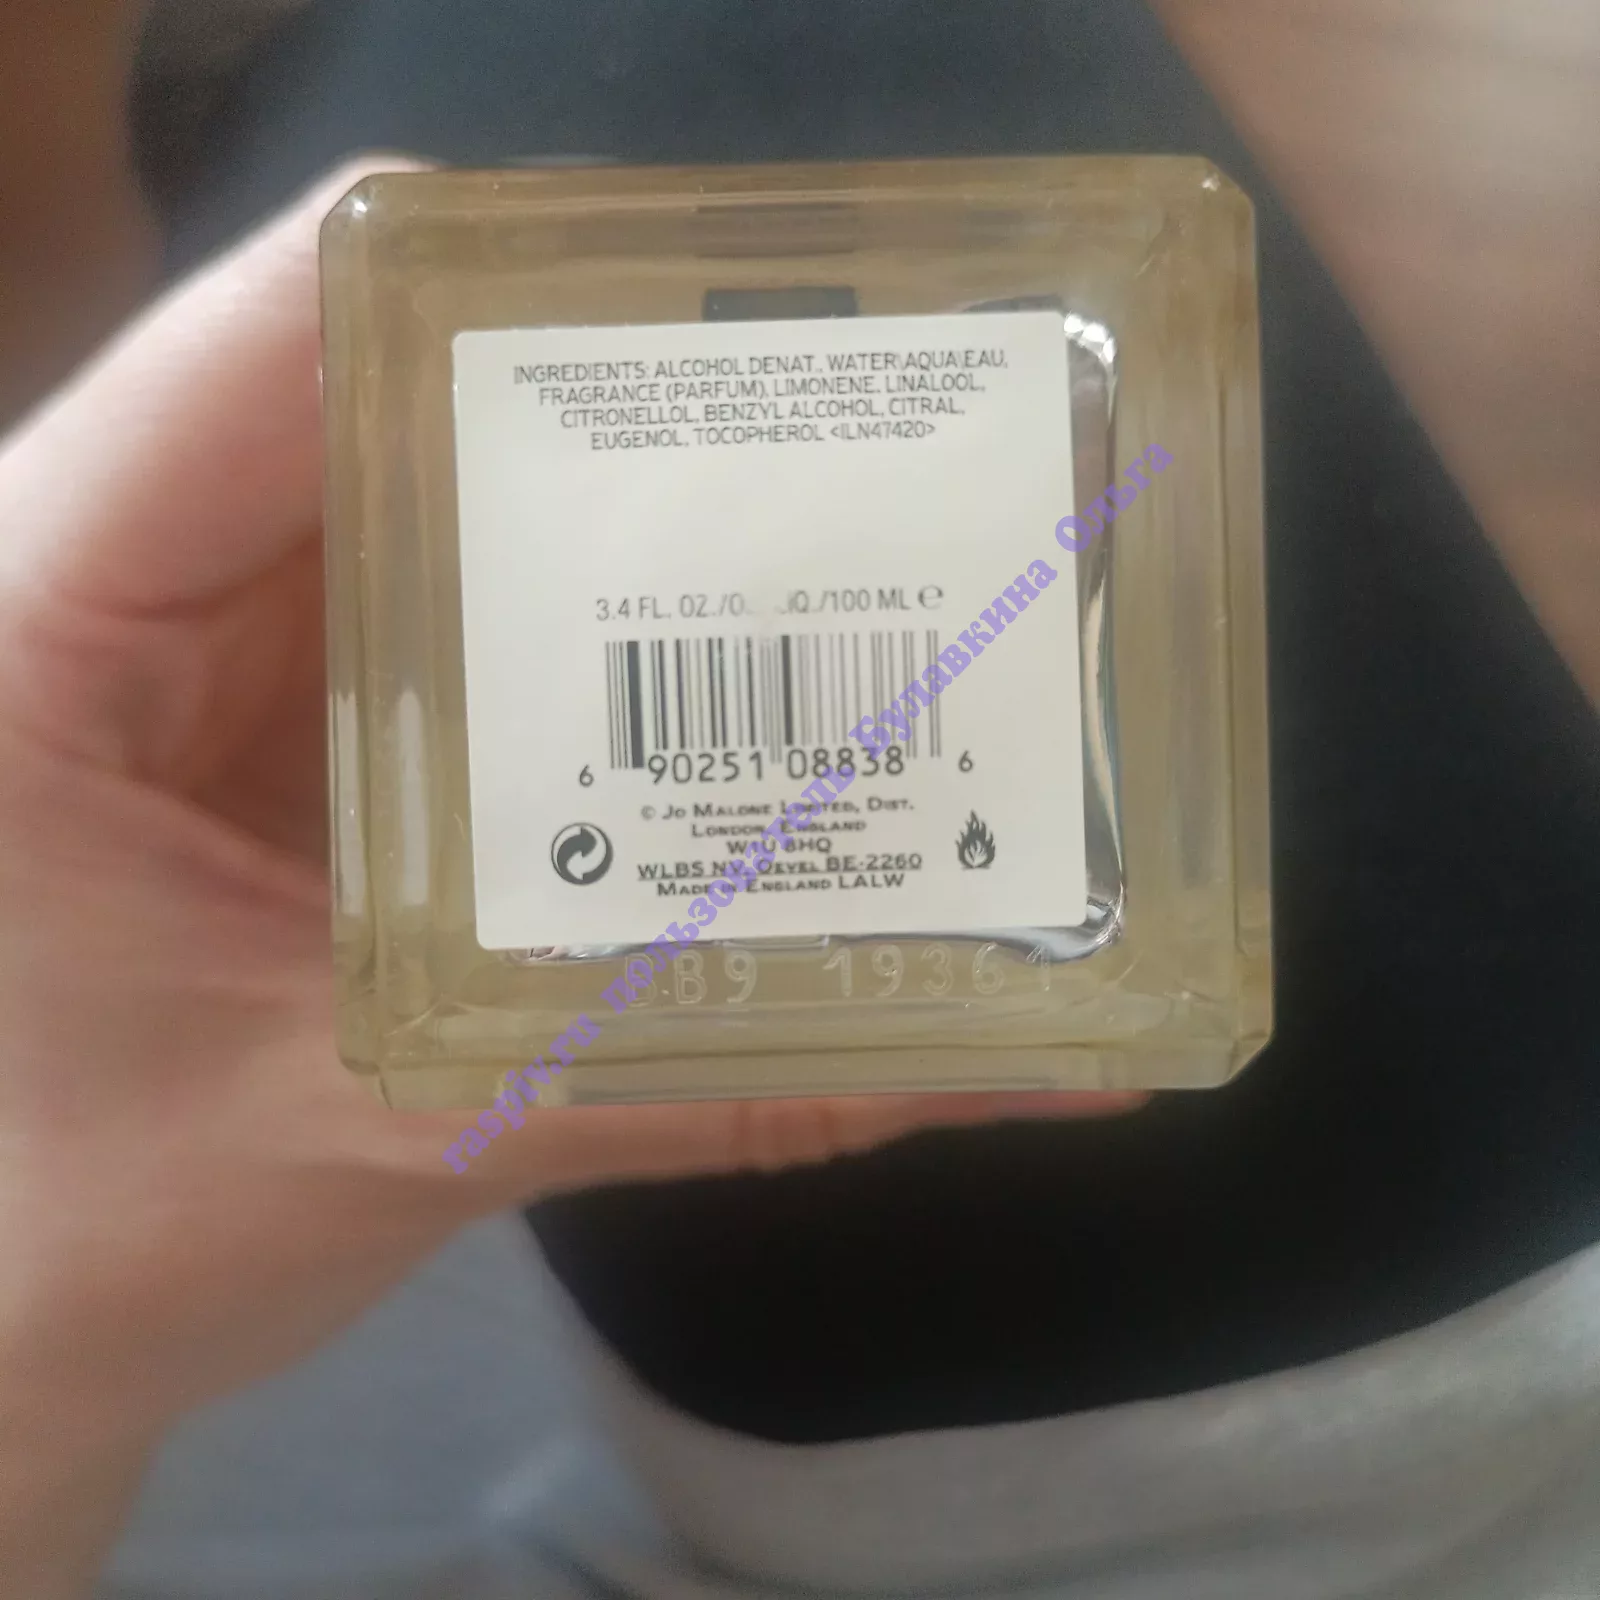 INGREDIENTS: ALCOHOL DENAT., WATER\AQUA\EAU,
FRAGRANCE (PARFUM), LIMONENE, LINALOOL,
CITRONELLOL, BENZYL ALCOHOL, CITRAL,
EUGENOL, TOCOPHEROL <ILN47420>
3.4 FL. OZ./ /100 ML ℮
6 90251 08838 6
© JO MALONE LIMITED, DIST.
LONDON, ENGLAND
W1U 8HQ
WLBS NV, OEVEL BE-2260
MADE IN ENGLAND LALW
BB9 19361
raspiv.ru пользователь Булавкина Ольга